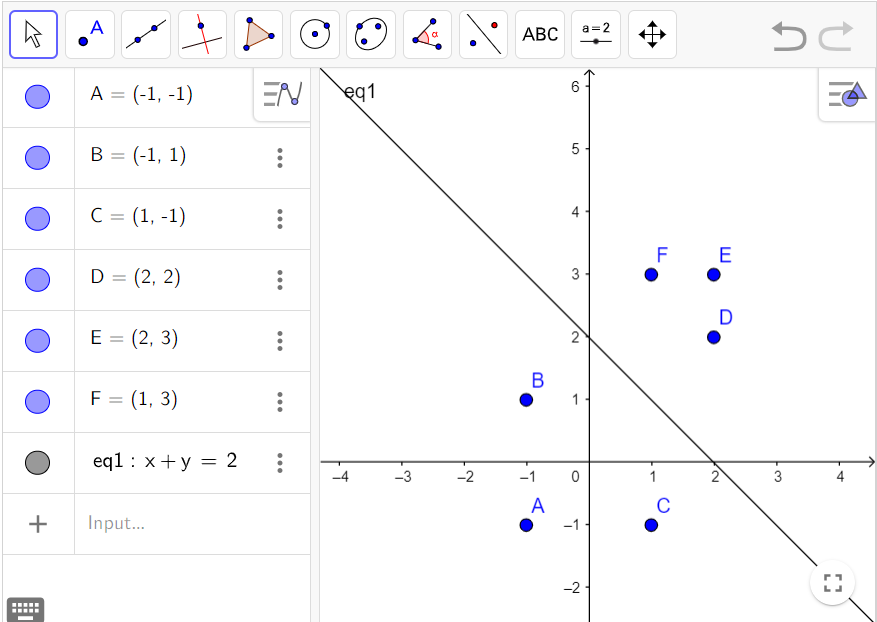 A α ABC a=2
A = (-1, -1)
B = (-1, 1)
C = (1, -1)
D = (2, 2)
E = (2, 3)
F = (1, 3)
eq1 : x + y = 2
+ Input...
eq1
6
5
4
F E
3
D
2
B
1
−4 −3 −2 −1 0 1 2 3 4
A C
−1
−2